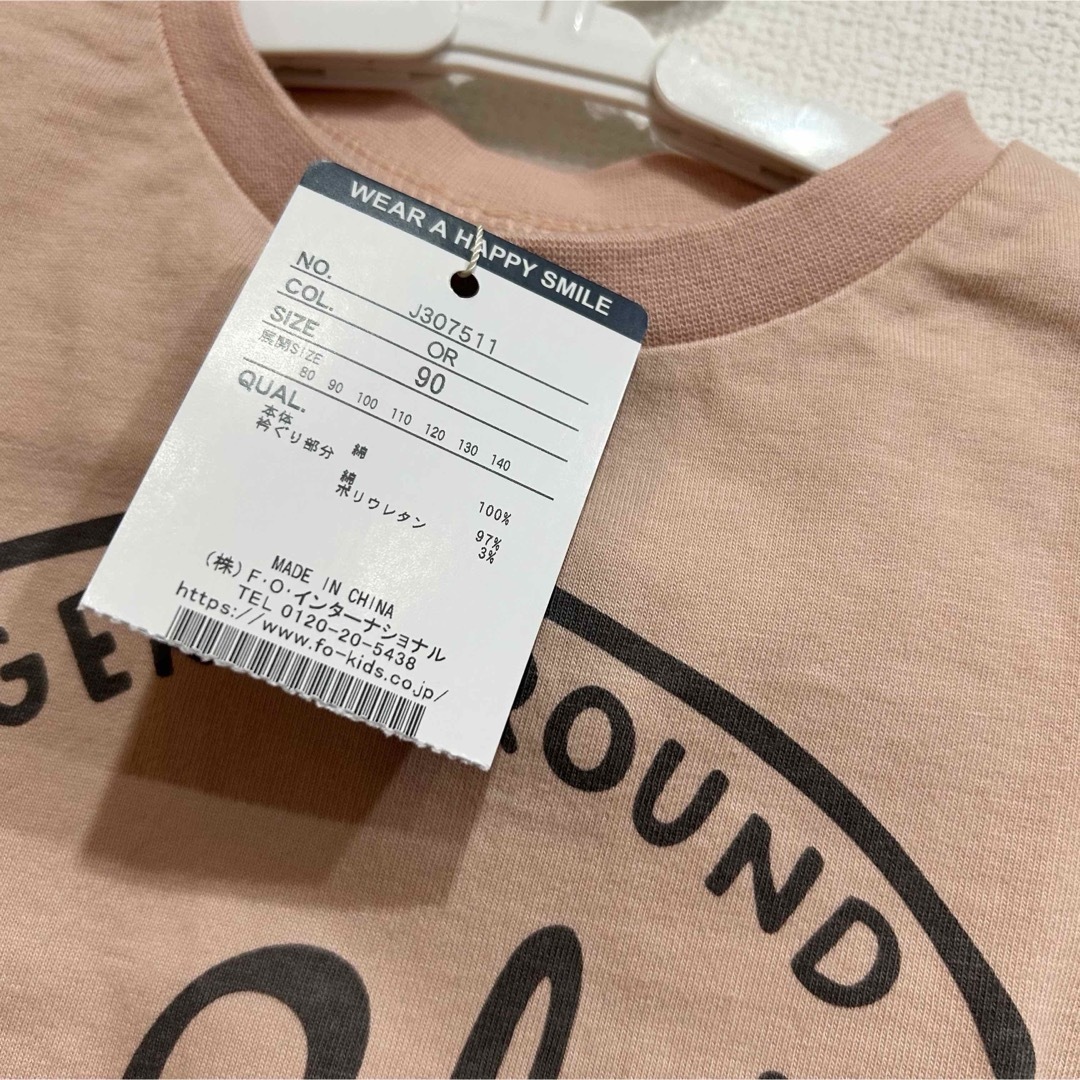 WEAR A HAPPY SMILE
NO. J307511
COL. OR
SIZE 90
展開SIZE
80 90 100 110 120 130 140
QUAL.
本体 綿 100%
衿ぐり部分 綿 97%
ポリウレタン 3%
MADE IN CHINA
(株)F・O・インターナショナル
TEL 0120-20-5438
https://www.fo-kids.co.jp/
ROUND